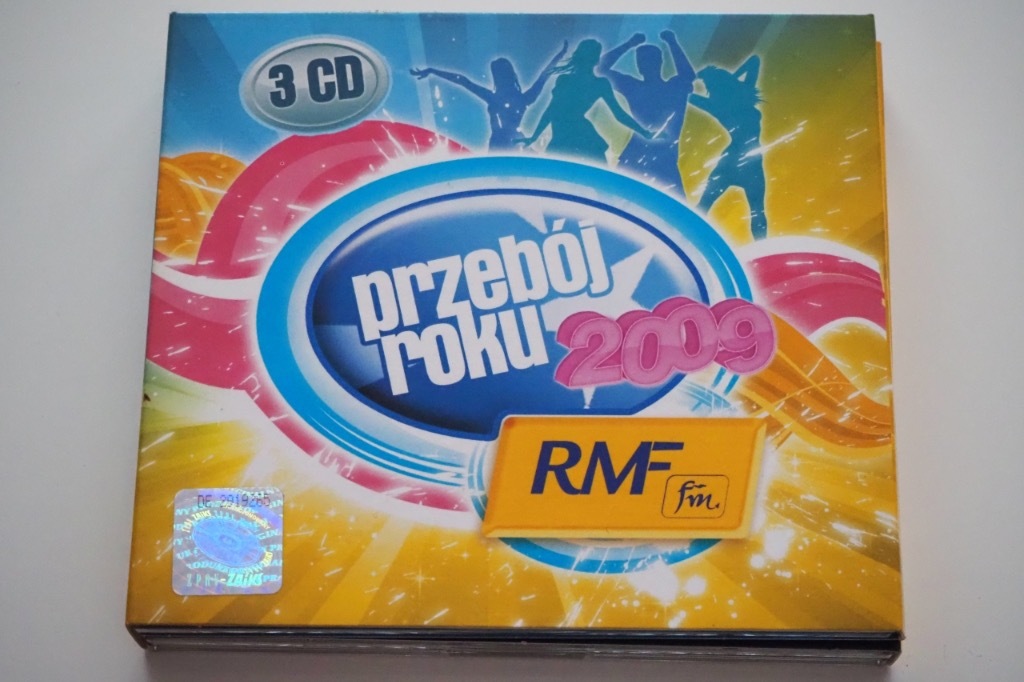 3 CD
przebój
roku 2009
RMF
fm